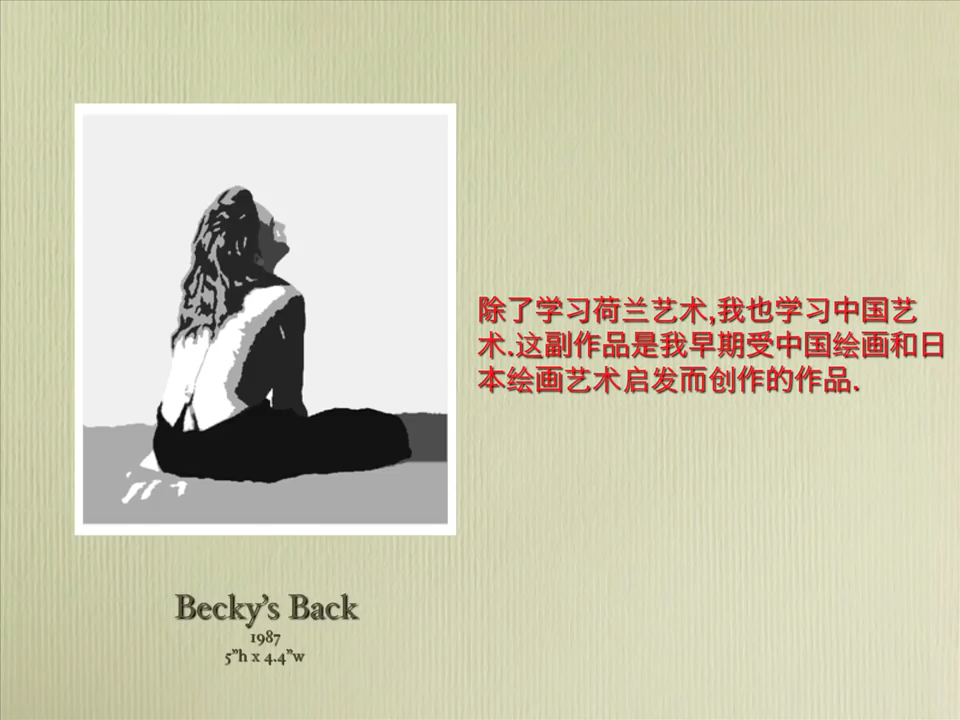 除了学习荷兰艺术,我也学习中国艺
术.这副作品是我早期受中国绘画和日
本绘画艺术启发而创作的作品.
Becky’s Back
1987
5”h x 4.4”w